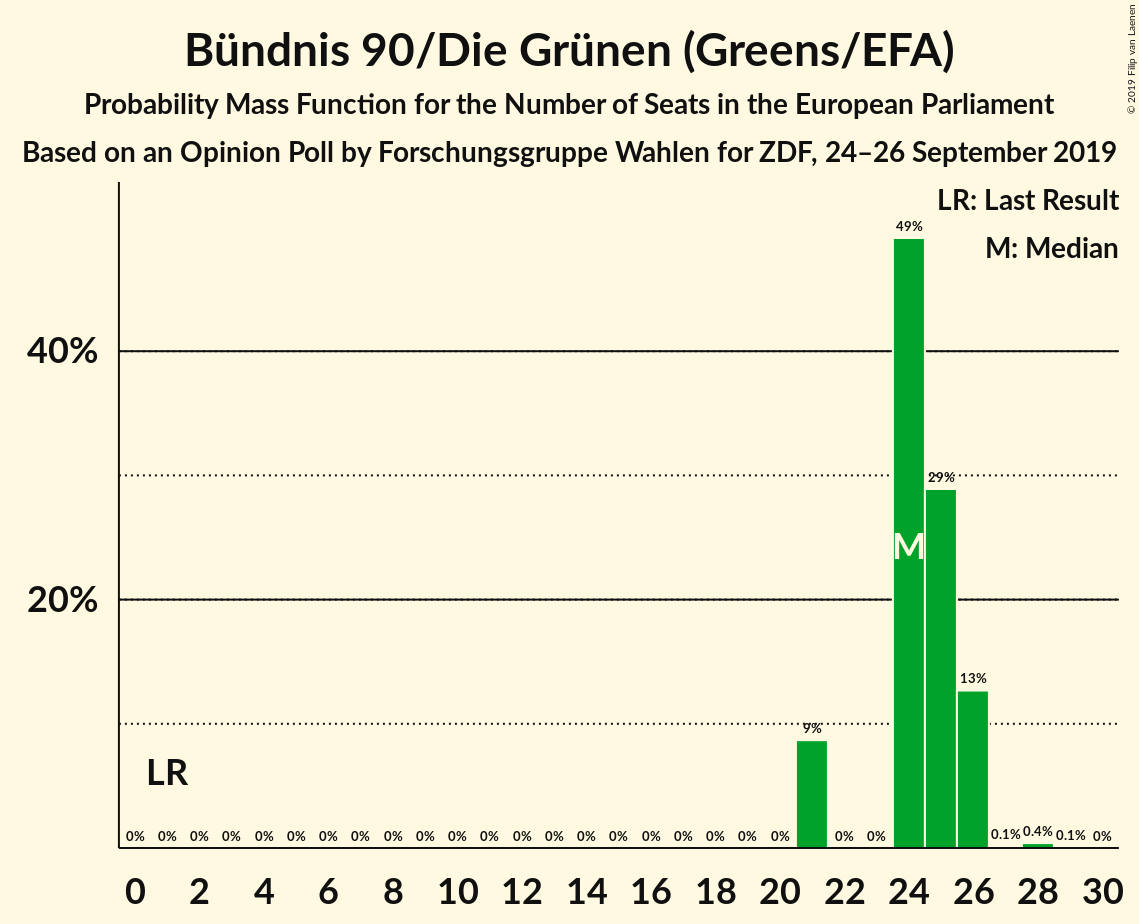 Bündnis 90/Die Grünen (Greens/EFA)
Probability Mass Function for the Number of Seats in the European Parliament
Based on an Opinion Poll by Forschungsgruppe Wahlen for ZDF, 24–26 September 2019
© 2019 Filip van Laenen
LR: Last Result
M: Median
49%
40%
29%
M
20%
13%
9%
LR
0% 0% 0% 0% 0% 0% 0% 0% 0% 0% 0% 0% 0% 0% 0% 0% 0% 0% 0% 0% 0% 0% 0% 0.1% 0.4% 0.1% 0%
0 2 4 6 8 10 12 14 16 18 20 22 24 26 28 30